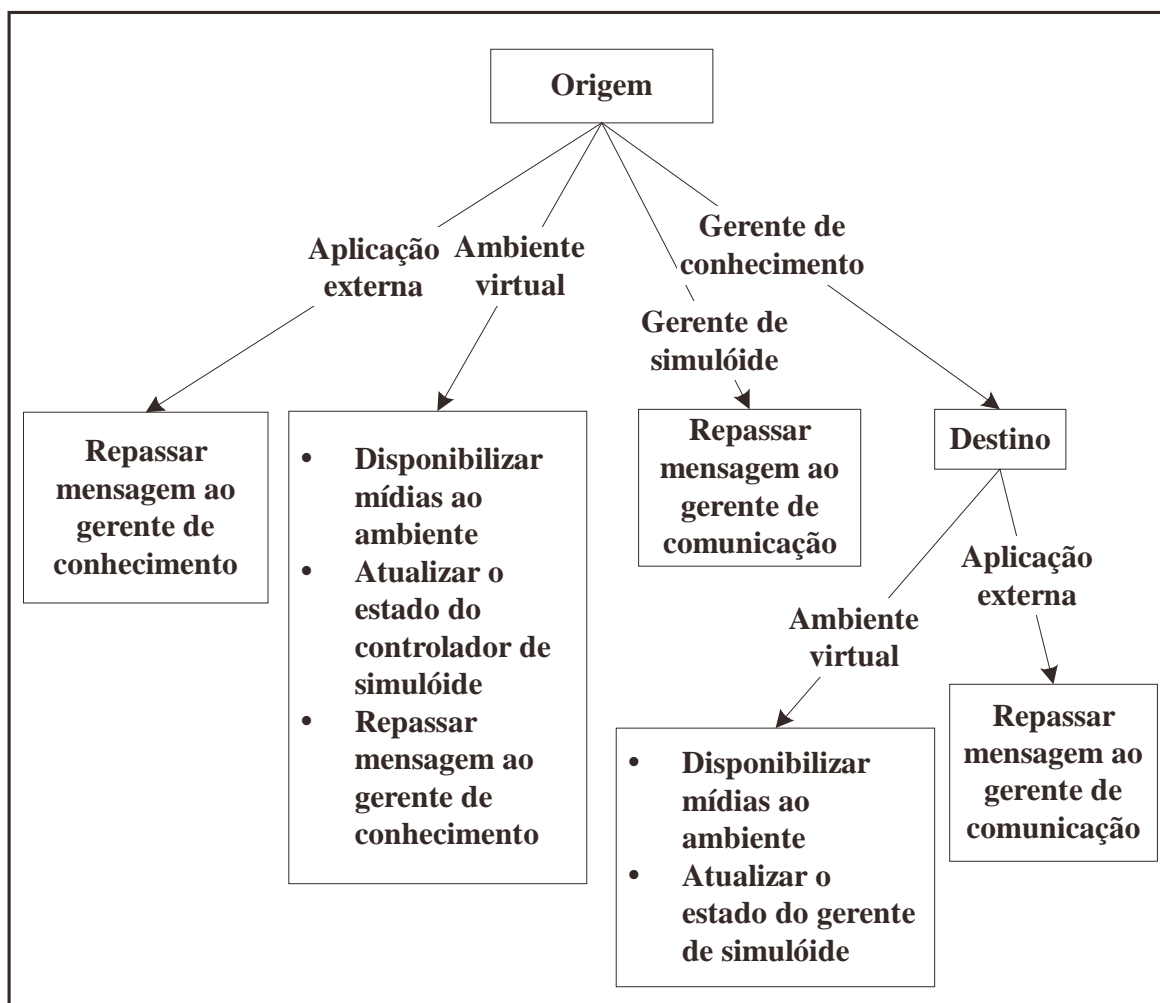 Origem
Aplicação
externa
Ambiente
virtual
Gerente de
simulóide
Gerente de
conhecimento
Repassar
mensagem ao
gerente de
conhecimento
• Disponibilizar
mídias ao
ambiente
• Atualizar o
estado do
controlador de
simulóide
• Repassar
mensagem ao
gerente de
conhecimento
Repassar
mensagem ao
gerente de
comunicação
Destino
Ambiente
virtual
Aplicação
externa
• Disponibilizar
mídias ao
ambiente
• Atualizar o
estado do gerente
de simulóide
Repassar
mensagem ao
gerente de
comunicação